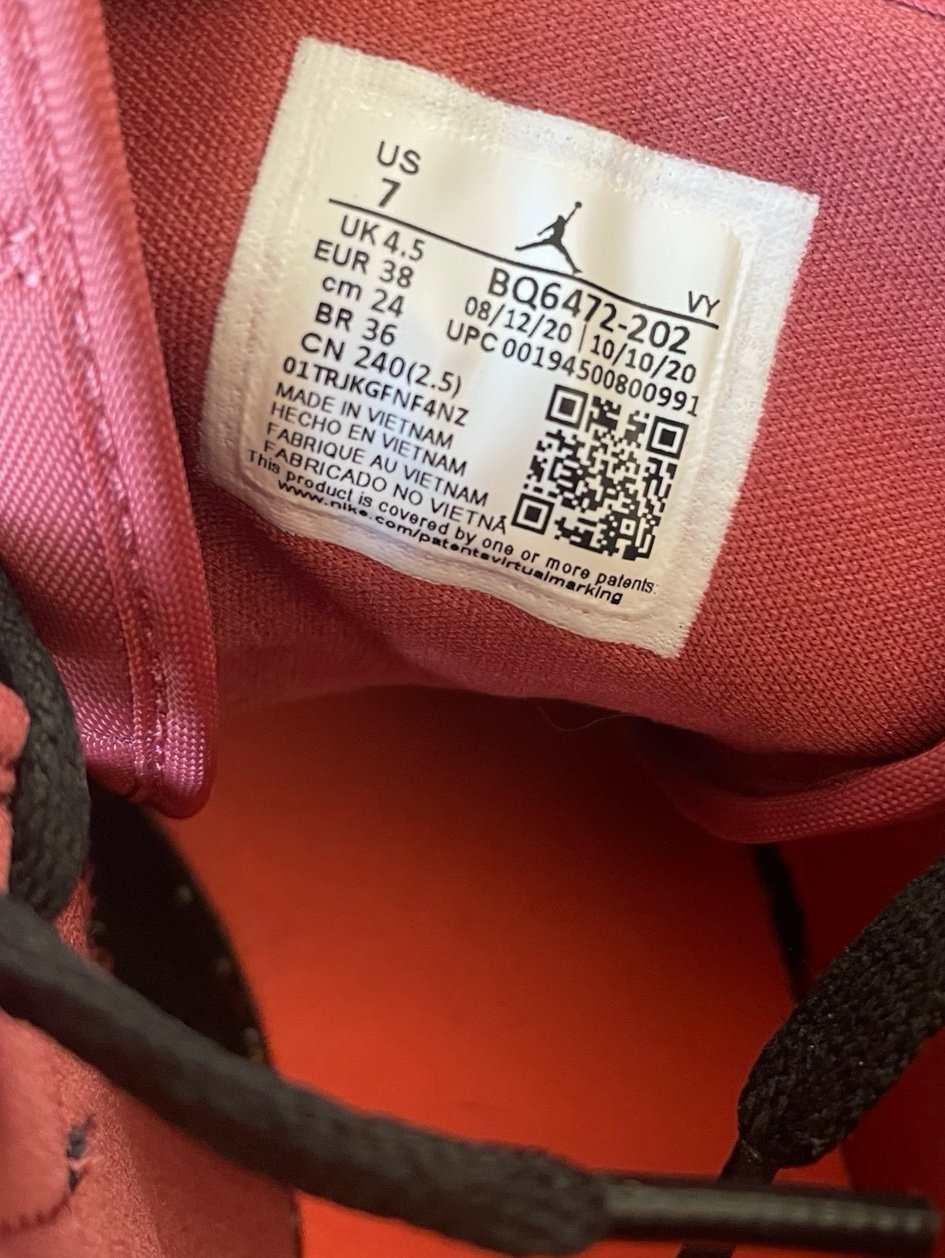 US
7
UK 4.5
EUR 38
cm 24
BR 36
CN 240(2.5)
VY
BQ6472-202
08/12/20 | 10/10/20
UPC 00194500800991
01TRJKGFNF4NZ
MADE IN VIETNAM
HECHO EN VIETNAM
FABRIQUE AU VIETNAM
FABRICADO NO VIETNÃ
This product is covered by one or more patents:
www.nike.com/patentsvirtualmarking